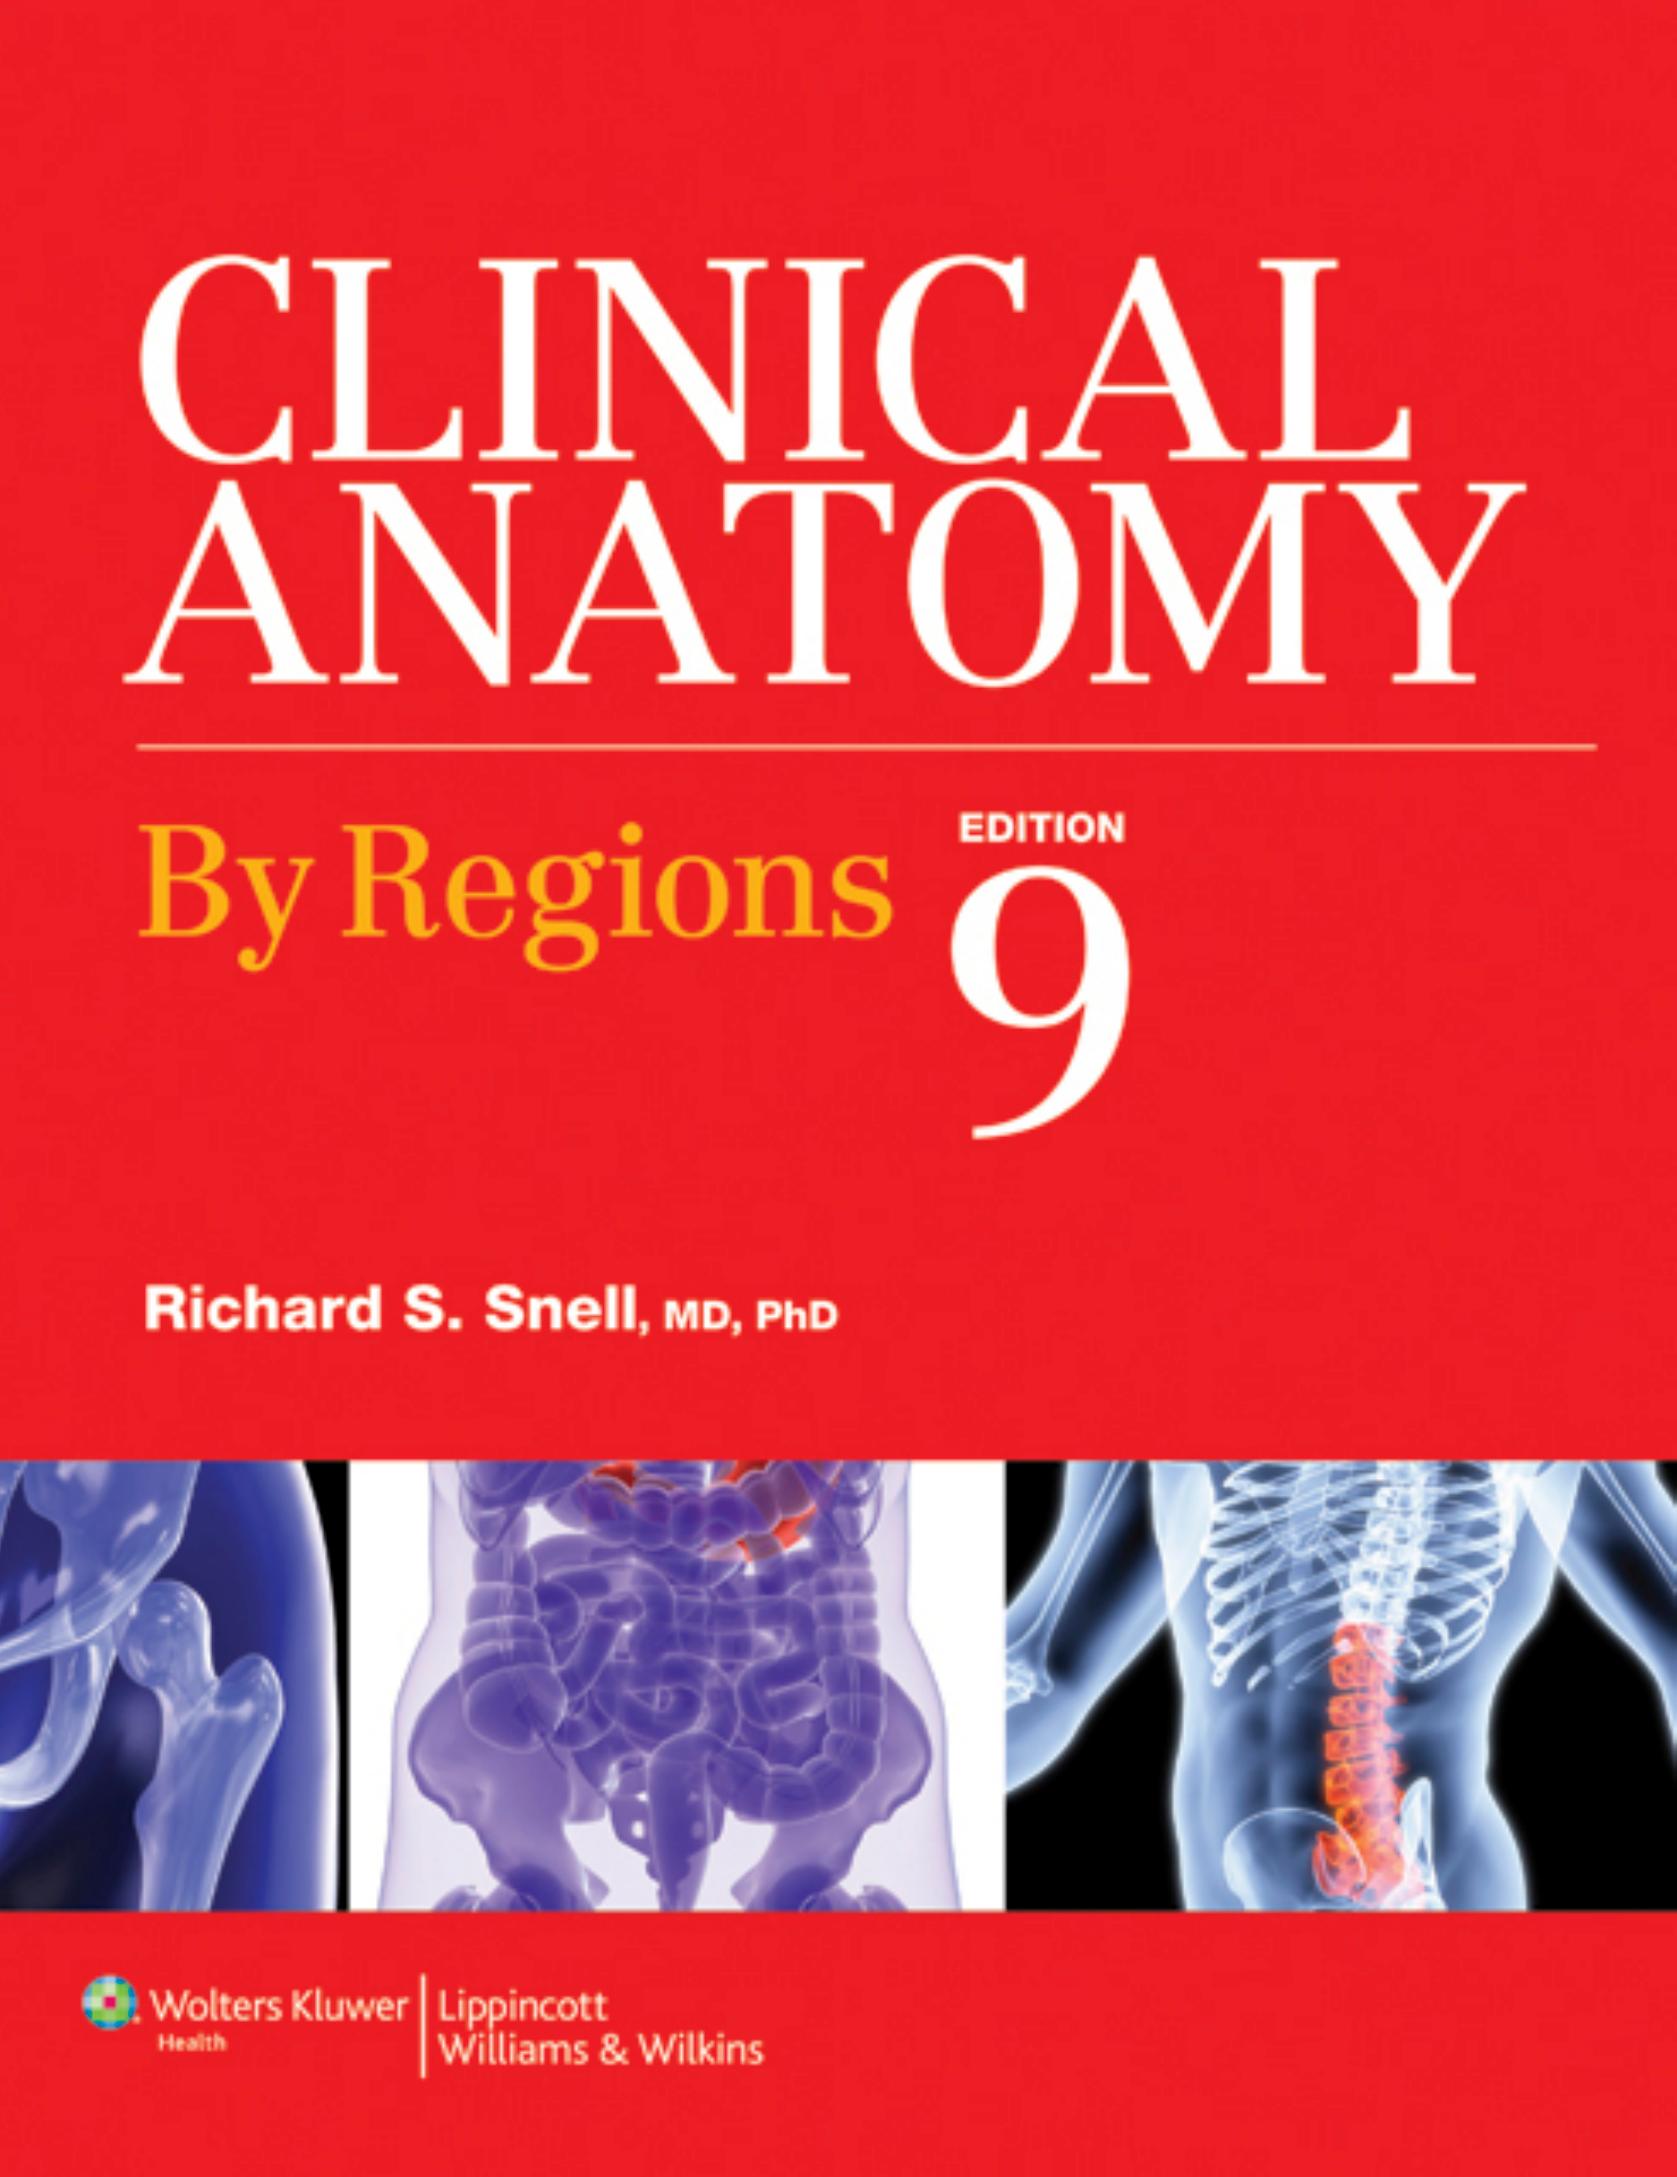 CLINICAL
ANATOMY
By Regions
EDITION
9
Richard S. Snell, MD, PhD
Wolters Kluwer
Health
Lippincott
Williams & Wilkins